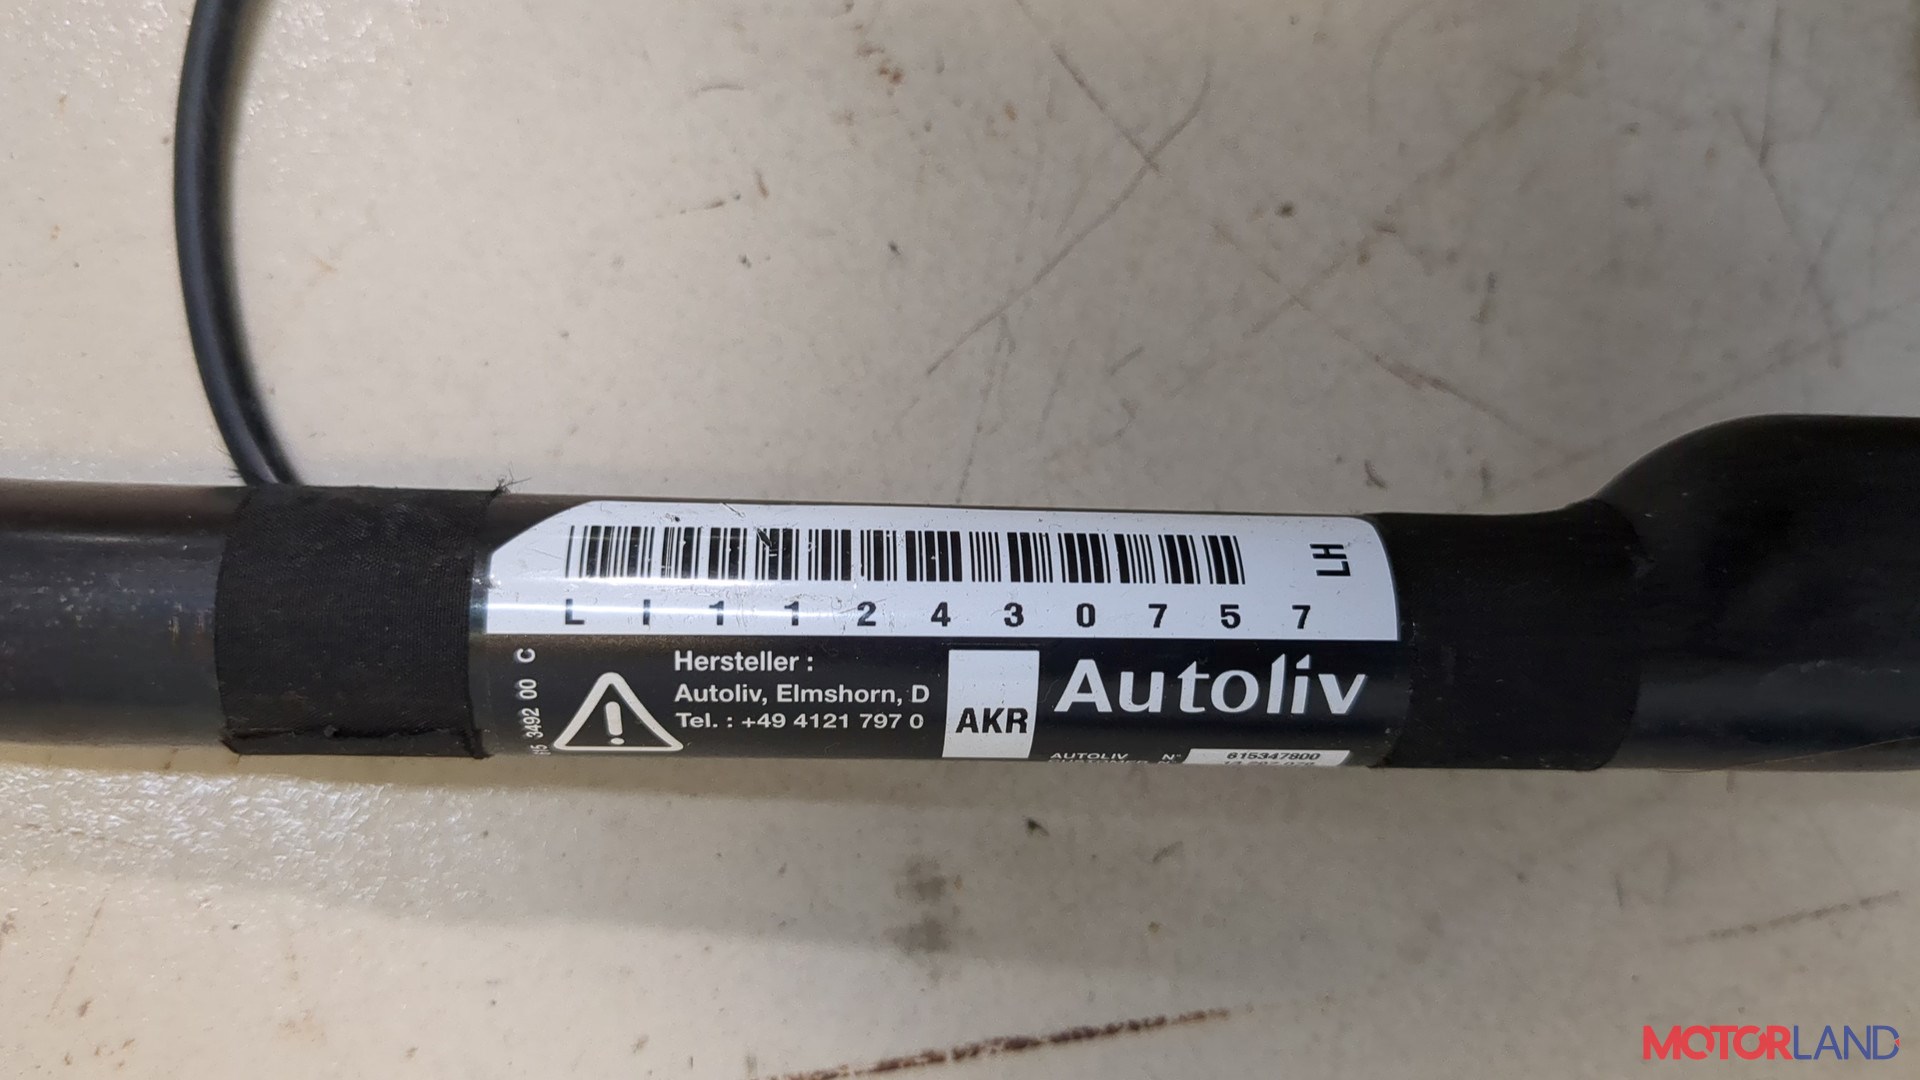 L I 1 1 2 4 3 0 7 5 7
LH
3492 00 C
Hersteller :
Autoliv, Elmshorn, D
Tel. : +49 4121 797 0
AKR
Autoliv
AUTOLIV N° 615347800
MOTORLAND